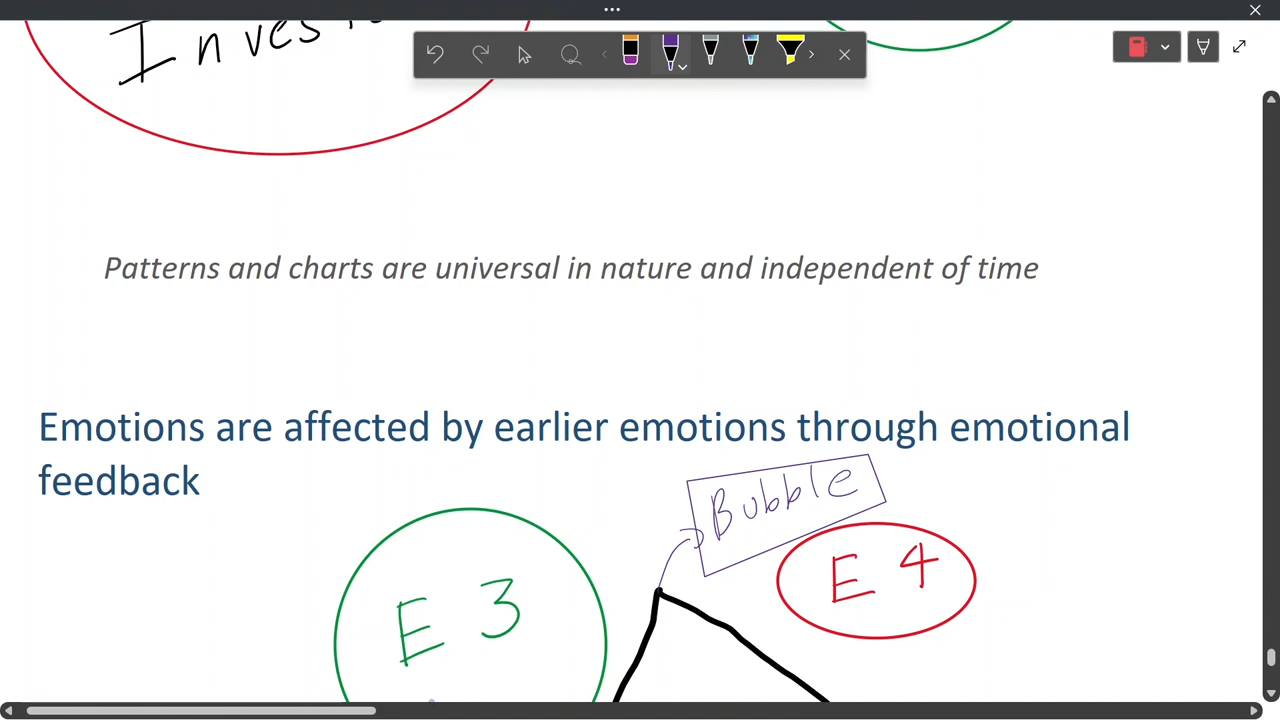 Patterns and charts are universal in nature and independent of time
Emotions are affected by earlier emotions through emotional
feedback
Bubble
E 4
E 3